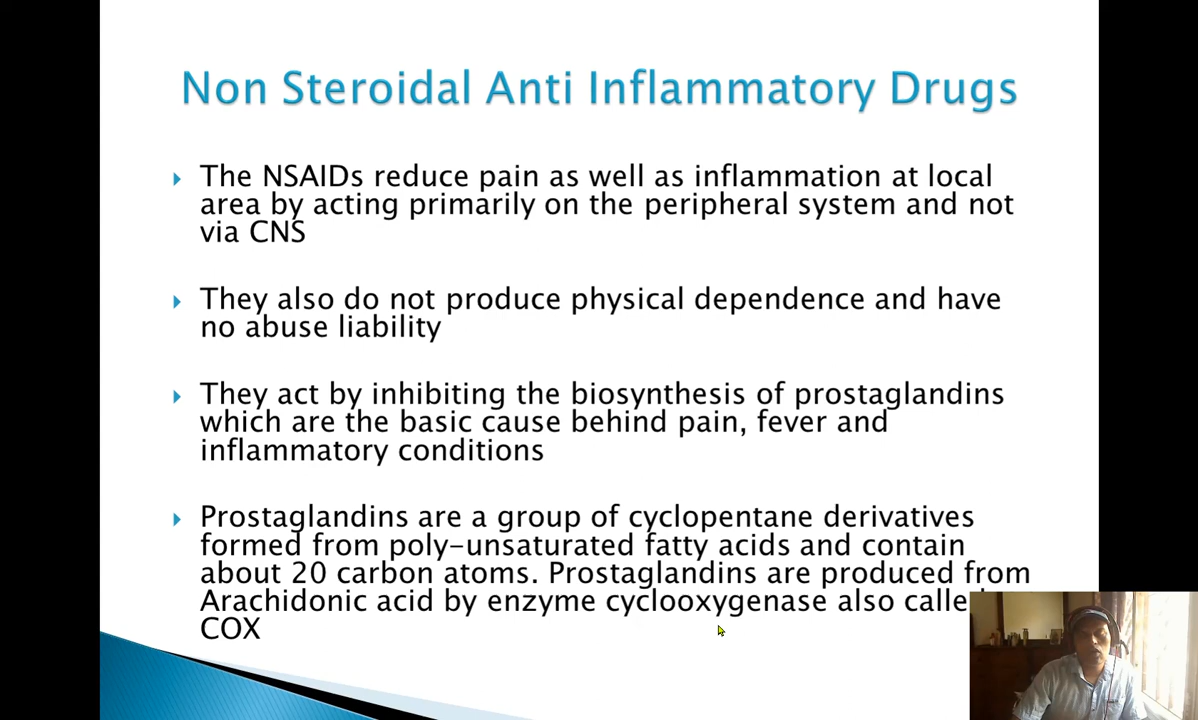 Non Steroidal Anti Inflammatory Drugs
The NSAIDs reduce pain as well as inflammation at local
area by acting primarily on the peripheral system and not
via CNS
They also do not produce physical dependence and have
no abuse liability
They act by inhibiting the biosynthesis of prostaglandins
which are the basic cause behind pain, fever and
inflammatory conditions
Prostaglandins are a group of cyclopentane derivatives
formed from poly-unsaturated fatty acids and contain
about 20 carbon atoms. Prostaglandins are produced from
Arachidonic acid by enzyme cyclooxygenase also called
COX